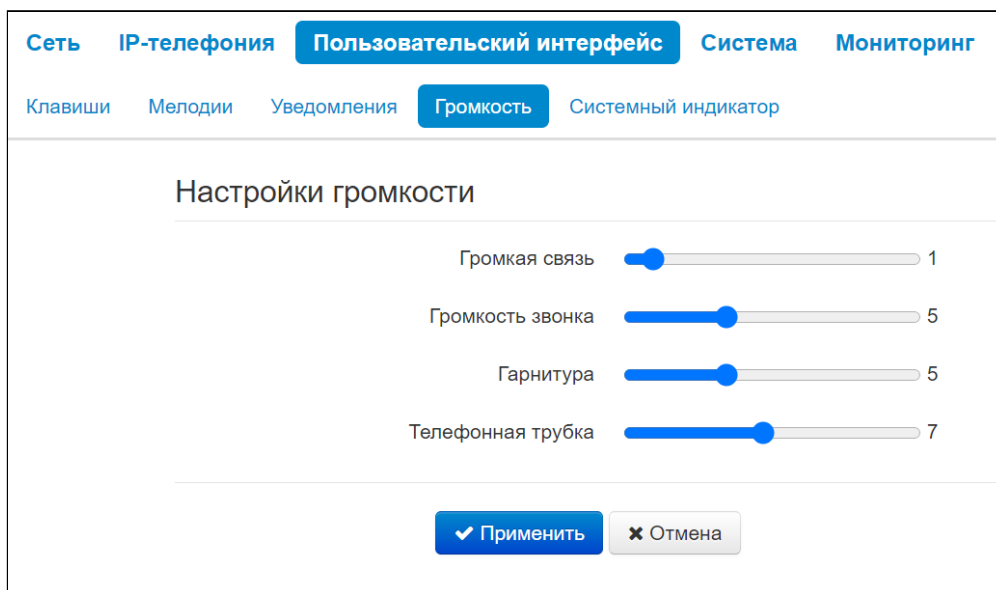 Сеть IP-телефония Пользовательский интерфейс Система Мониторинг
Клавиши Мелодии Уведомления Громкость Системный индикатор
Настройки громкости
Громкая связь 1
Громкость звонка 5
Гарнитура 5
Телефонная трубка 7
Применить Отмена